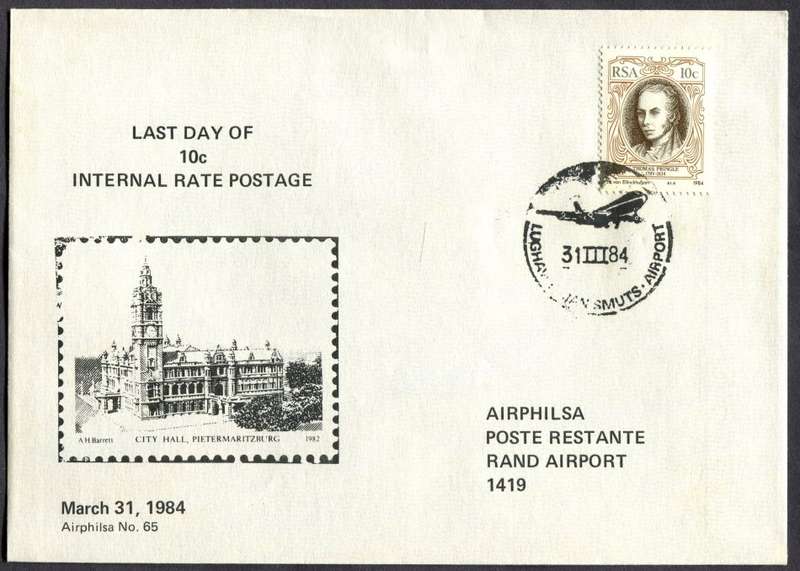 LAST DAY OF
10c
INTERNAL RATE POSTAGE
RSA 10c
THOMAS PRINGLE
1984
31 III 84
JAN SMUTS · AIRPORT
A H Barrett CITY HALL, PIETERMARITZBURG 1982
AIRPHILSA
POSTE RESTANTE
RAND AIRPORT
1419
March 31, 1984
Airphilsa No. 65